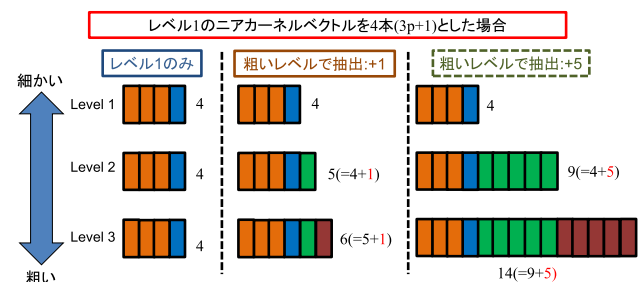 レベル1のニアカーネルベクトルを4本(3p+1)とした場合
レベル1のみ
粗いレベルで抽出:+1
粗いレベルで抽出:+5
細かい
Level 1
4
4
4
Level 2
4
5(=4+1)
9(=4+5)
Level 3
4
6(=5+1)
14(=9+5)
粗い